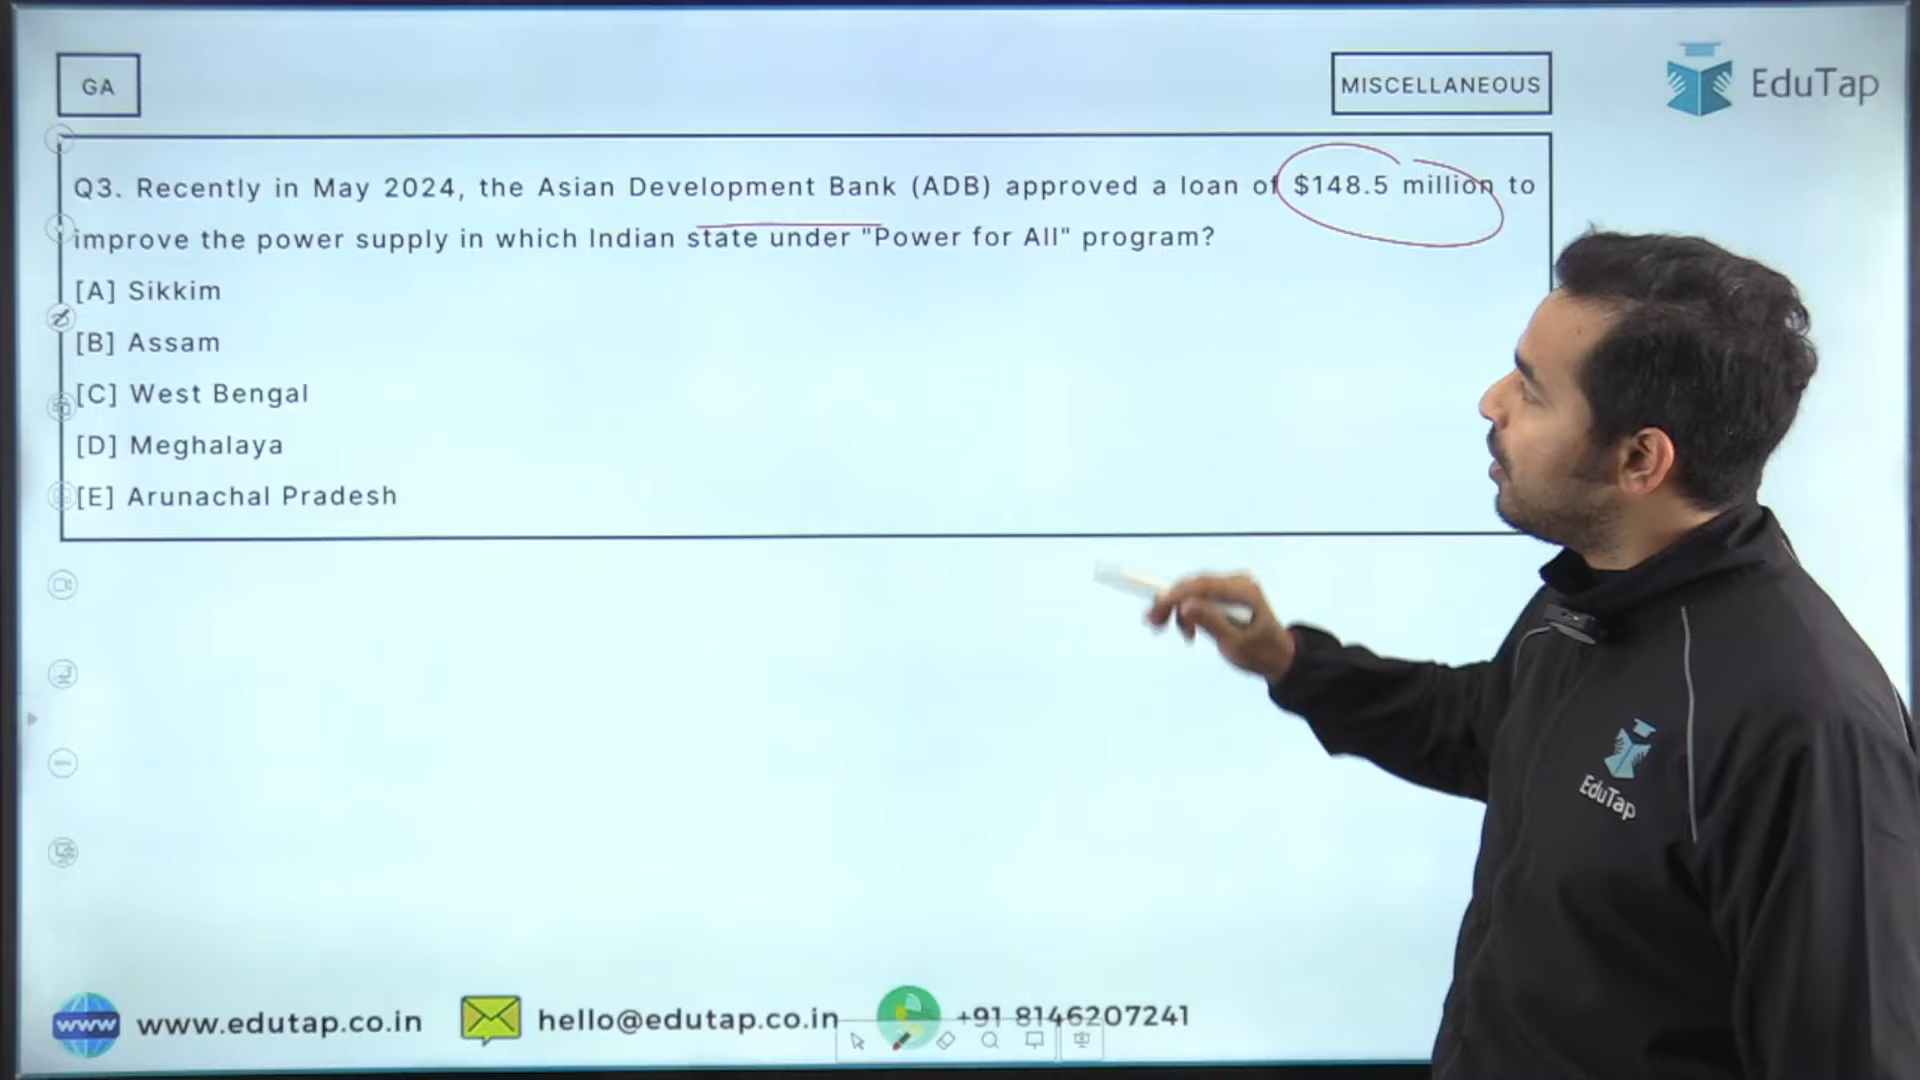 GA
MISCELLANEOUS
EduTap
Q3. Recently in May 2024, the Asian Development Bank (ADB) approved a loan of $148.5 million to
improve the power supply in which Indian state under "Power for All" program?
[A] Sikkim
[B] Assam
[C] West Bengal
[D] Meghalaya
[E] Arunachal Pradesh
EduTap
www www.edutap.co.in hello@edutap.co.in +91 8146207241